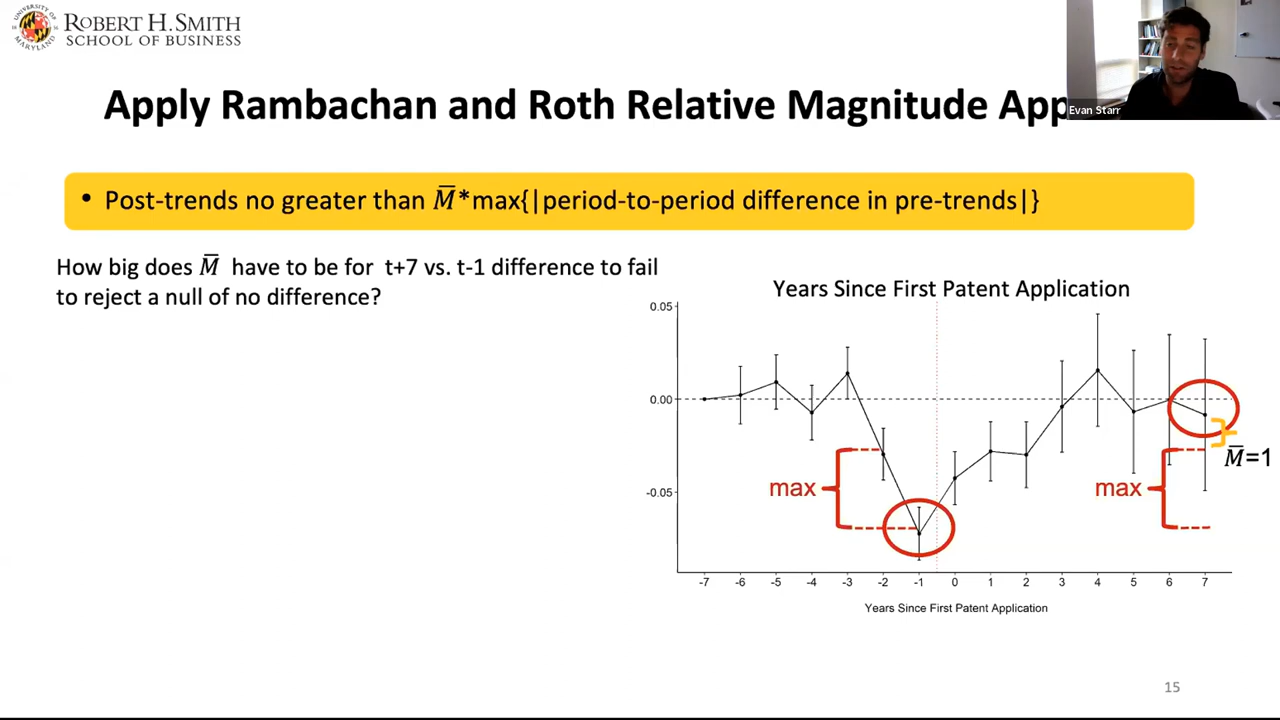 UNIVERSITY OF
MARYLAND
ROBERT H. SMITH
SCHOOL OF BUSINESS
Evan Starr
Apply Rambachan and Roth Relative Magnitude App
• Post-trends no greater than M̅*max{|period-to-period difference in pre-trends|}
How big does M̅ have to be for t+7 vs. t-1 difference to fail
to reject a null of no difference?
Years Since First Patent Application
0.05
0.00
-0.05
max
max
M̅=1
-7 -6 -5 -4 -3 -2 -1 0 1 2 3 4 5 6 7
Years Since First Patent Application
15